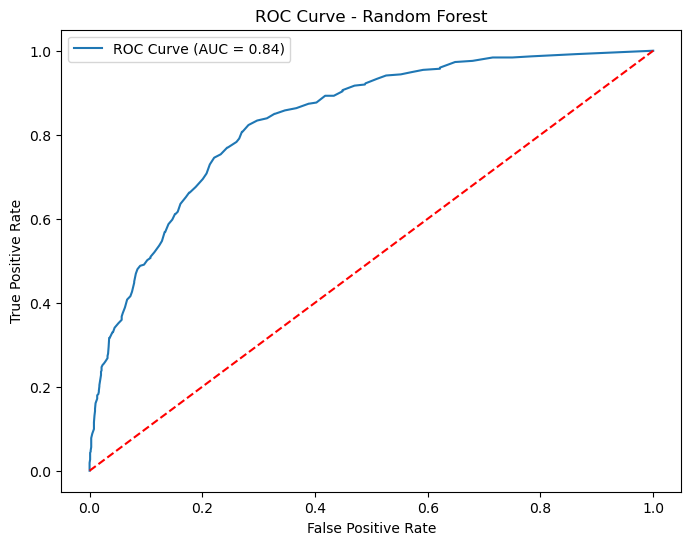 ROC Curve - Random Forest
ROC Curve (AUC = 0.84)
True Positive Rate
1.0
0.8
0.6
0.4
0.2
0.0
0.0 0.2 0.4 0.6 0.8 1.0
False Positive Rate